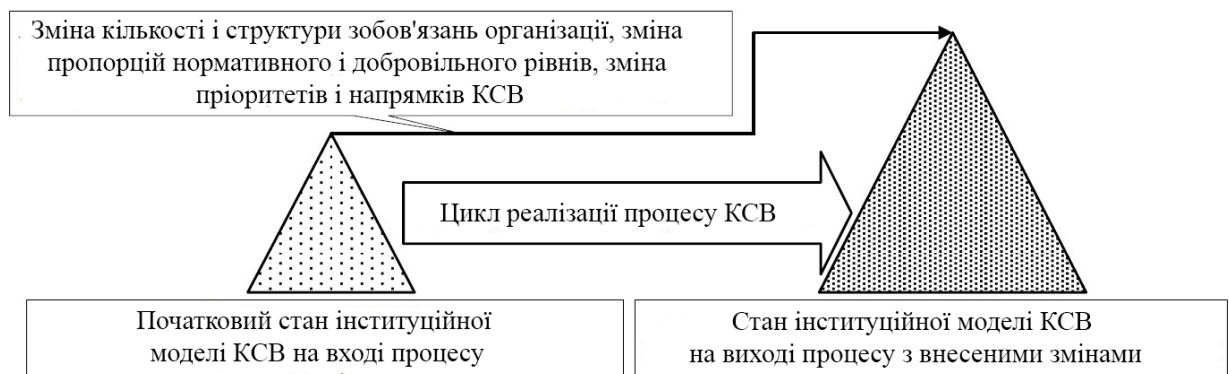 Зміна кількості і структури зобов'язань організації, зміна
пропорцій нормативного і добровільного рівнів, зміна
пріоритетів і напрямків КСВ
Цикл реалізації процесу КСВ
Початковий стан інституційної
моделі КСВ на вході процесу
Стан інституційної моделі КСВ
на виході процесу з внесеними змінами